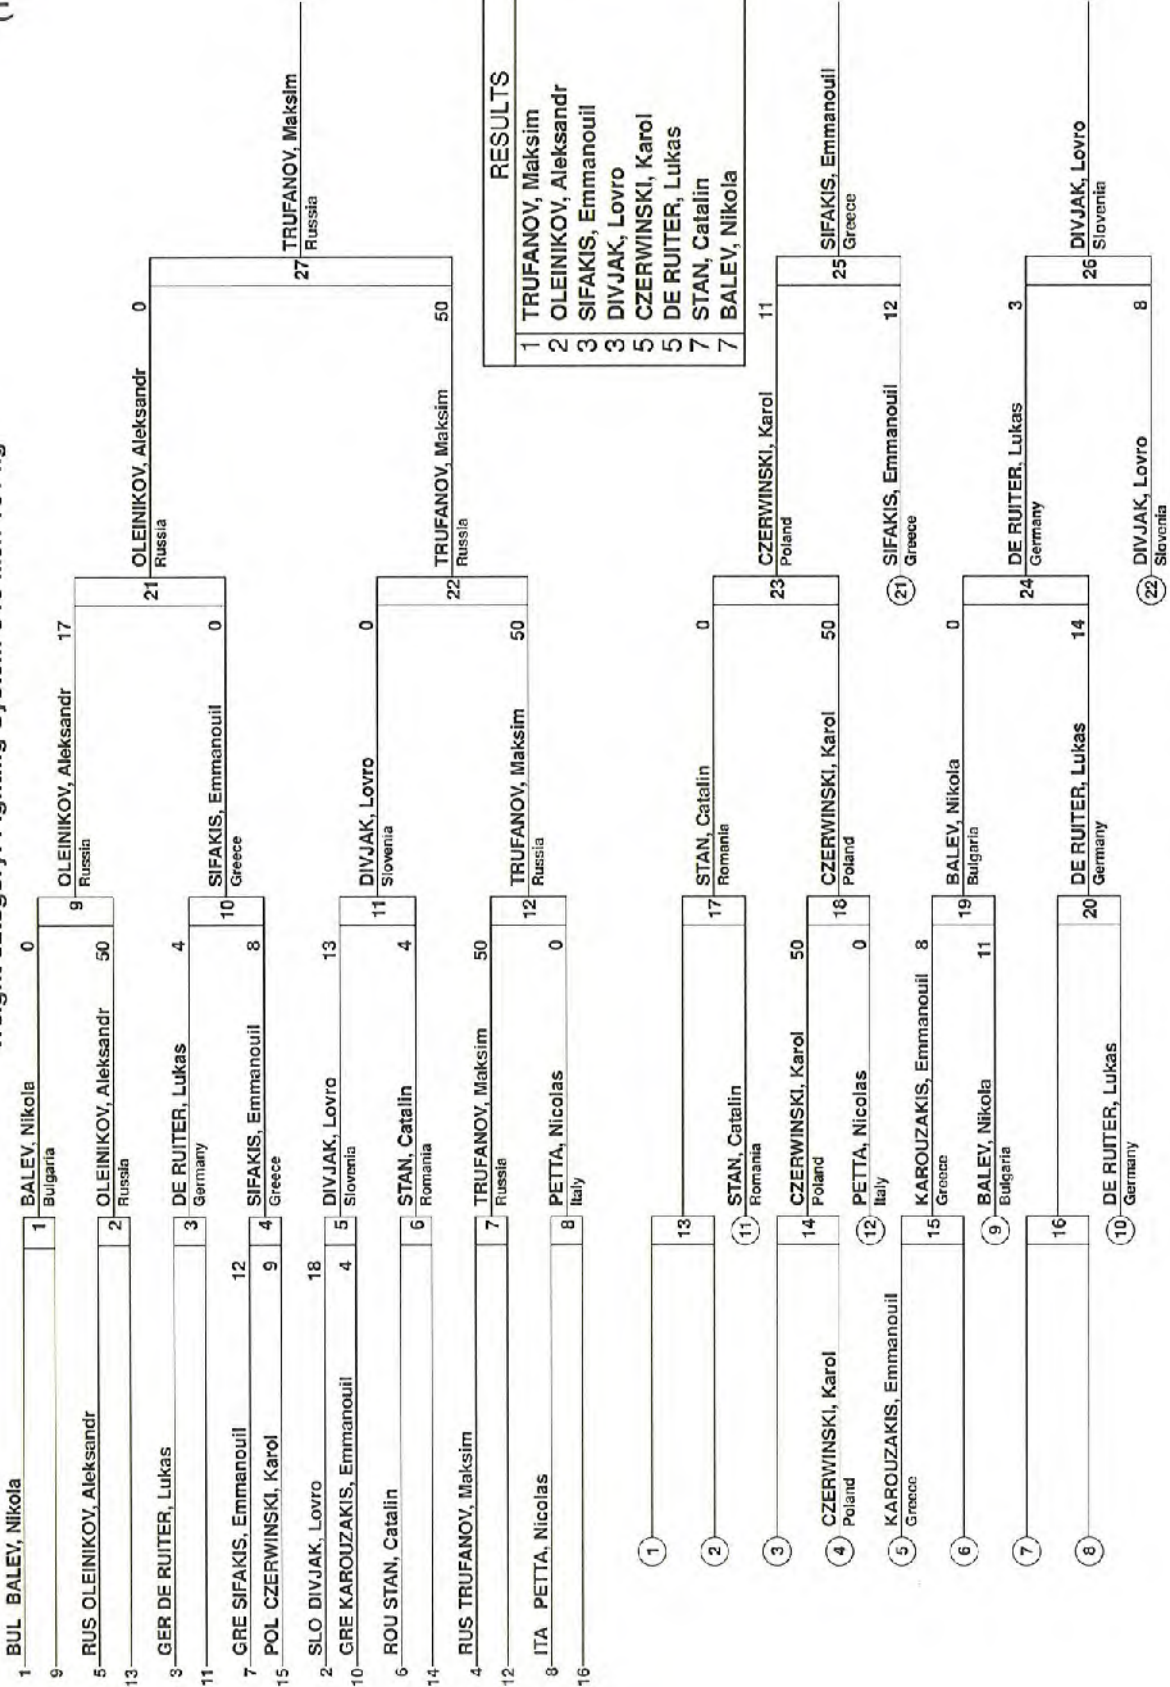 BUL BALEV, Nikola
1
9
RUS OLEINIKOV, Aleksandr
5
13
GER DE RUITER, Lukas
3
11
GRE SIFAKIS, Emmanouil 12
7
POL CZERWINSKI, Karol 9
15
SLO DIVJAK, Lovro 18
2
GRE KAROUZAKIS, Emmanouil 4
10
ROU STAN, Catalin
6
14
RUS TRUFANOV, Maksim
4
12
ITA PETTA, Nicolas
8
16
1 BALEV, Nikola 0
Bulgaria
2 OLEINIKOV, Aleksandr 50
Russia
3 DE RUITER, Lukas 4
Germany
4 SIFAKIS, Emmanouil 8
Greece
5 DIVJAK, Lovro 13
Slovenia
6 STAN, Catalin 4
Romania
7 TRUFANOV, Maksim 50
Russia
8 PETTA, Nicolas 0
Italy
9 OLEINIKOV, Aleksandr 17
Russia
10 SIFAKIS, Emmanouil 0
Greece
11 DIVJAK, Lovro 0
Slovenia
12 TRUFANOV, Maksim 50
Russia
21 OLEINIKOV, Aleksandr 0
Russia
22 TRUFANOV, Maksim 50
Russia
27 TRUFANOV, Maksim
Russia
RESULTS
1 TRUFANOV, Maksim
2 OLEINIKOV, Aleksandr
3 SIFAKIS, Emmanouil
3 DIVJAK, Lovro
5 CZERWINSKI, Karol
5 DE RUITER, Lukas
7 STAN, Catalin
7 BALEV, Nikola
1
2
3
4 CZERWINSKI, Karol
Poland
5 KAROUZAKIS, Emmanouil
Greece
6
7
8
13
11 STAN, Catalin
Romania
14 CZERWINSKI, Karol 50
Poland
12 PETTA, Nicolas 0
Italy
15 KAROUZAKIS, Emmanouil 8
Greece
9 BALEV, Nikola 11
Bulgaria
16
10 DE RUITER, Lukas
Germany
17 STAN, Catalin 0
Romania
18 CZERWINSKI, Karol 50
Poland
19 BALEV, Nikola 0
Bulgaria
20 DE RUITER, Lukas 14
Germany
23 CZERWINSKI, Karol 11
Poland
21 SIFAKIS, Emmanouil 12
Greece
24 DE RUITER, Lukas 3
Germany
22 DIVJAK, Lovro 8
Slovenia
25 SIFAKIS, Emmanouil
Greece
26 DIVJAK, Lovro
Slovenia